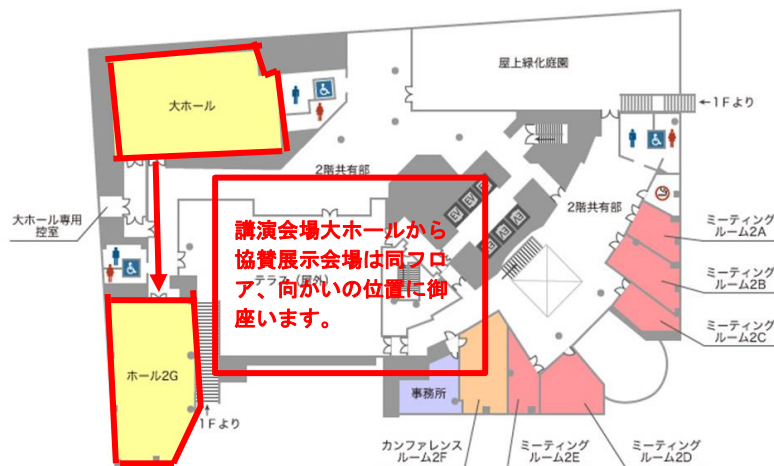 屋上緑化庭園
大ホール
←1Fより
2階共有部
EV
EV
EV
EV
EV
EV
2階共有部
大ホール専用
控室
講演会場大ホールから
協賛展示会場は同フロ
ア、向かいの位置に御
座います。
テラス(屋外)
ミーティング
ルーム2A
ミーティング
ルーム2B
ミーティング
ルーム2C
ホール2G
↑
1Fより
事務所
カンファレンス
ルーム2F
ミーティング
ルーム2E
ミーティング
ルーム2D